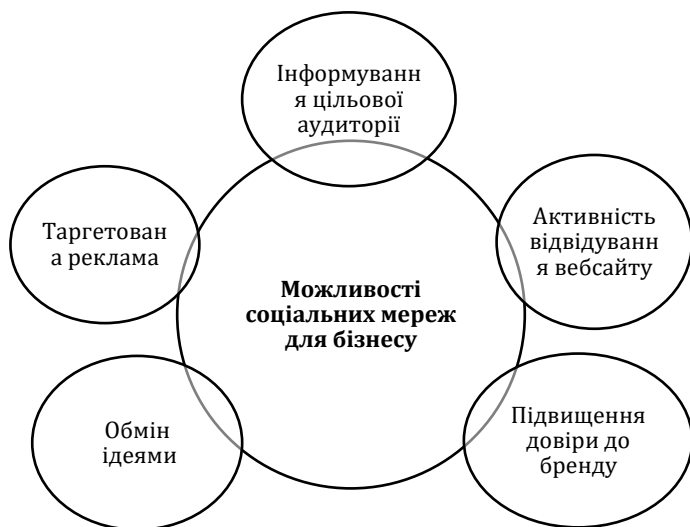 Інформуванн
я цільової
аудиторії
Таргетован
а реклама
Активність
відвідуванн
я вебсайту
Можливості
соціальних мереж
для бізнесу
Обмін
ідеями
Підвищення
довіри до
бренду